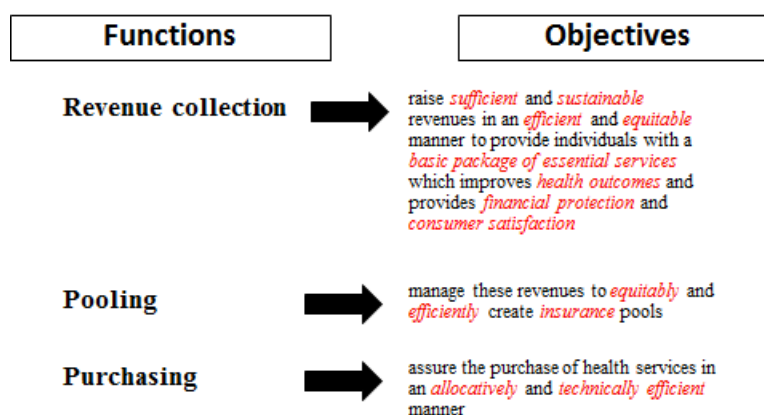 Functions
Objectives
Revenue collection
raise sufficient and sustainable
revenues in an efficient and equitable
manner to provide individuals with a
basic package of essential services
which improves health outcomes and
provides financial protection and
consumer satisfaction
Pooling
manage these revenues to equitably and
efficiently create insurance pools
Purchasing
assure the purchase of health services in
an allocatively and technically efficient
manner